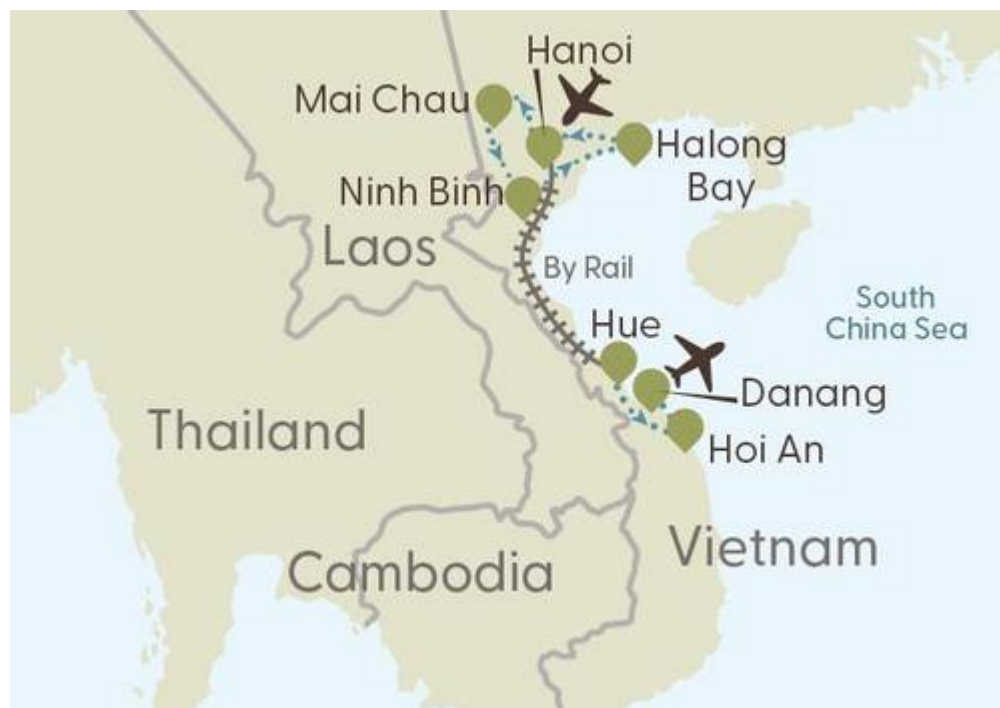 Hanoi
Mai Chau
Halong
Bay
Ninh Binh
Laos
By Rail
South
China Sea
Hue
Danang
Thailand
Hoi An
Vietnam
Cambodia